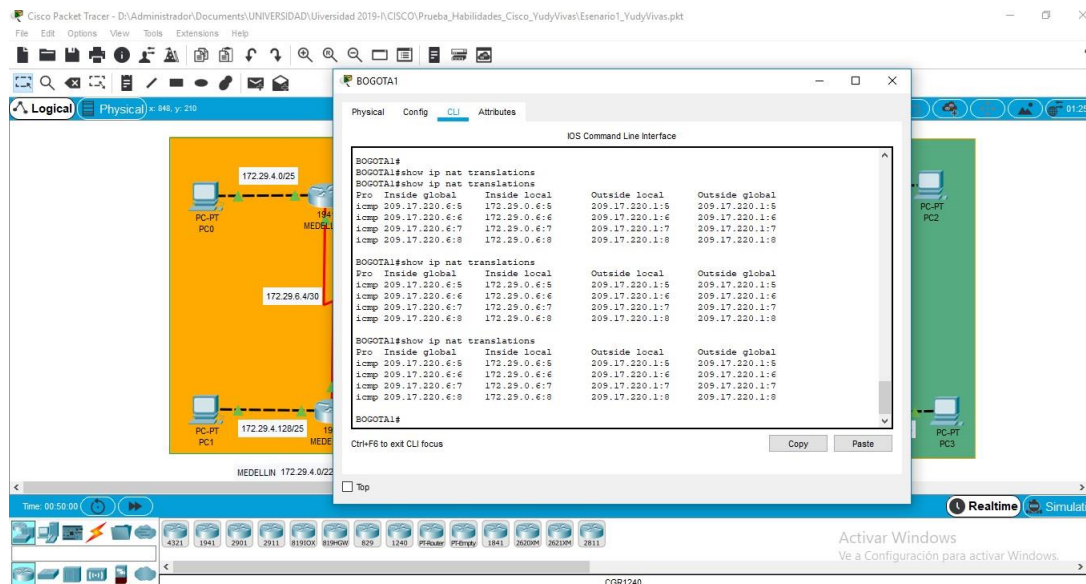 Cisco Packet Tracer - D:\Administrador\Documents\UNIVERSIDAD\Uiversidad 2019-I\CISCO\Prueba_Habilidades_Cisco_YudyVivas\Esenario1_YudyVivas.pkt
File Edit Options View Tools Extensions Help
Logical Physical x: 848, y: 210
01:25
BOGOTA1
Physical Config CLI Attributes
IOS Command Line Interface
BOGOTA1#
BOGOTA1#show ip nat translations
BOGOTA1#show ip nat translations
Pro Inside global Inside local Outside local Outside global
icmp 209.17.220.6:5 172.29.0.6:5 209.17.220.1:5 209.17.220.1:5
icmp 209.17.220.6:6 172.29.0.6:6 209.17.220.1:6 209.17.220.1:6
icmp 209.17.220.6:7 172.29.0.6:7 209.17.220.1:7 209.17.220.1:7
icmp 209.17.220.6:8 172.29.0.6:8 209.17.220.1:8 209.17.220.1:8
BOGOTA1#show ip nat translations
Pro Inside global Inside local Outside local Outside global
icmp 209.17.220.6:5 172.29.0.6:5 209.17.220.1:5 209.17.220.1:5
icmp 209.17.220.6:6 172.29.0.6:6 209.17.220.1:6 209.17.220.1:6
icmp 209.17.220.6:7 172.29.0.6:7 209.17.220.1:7 209.17.220.1:7
icmp 209.17.220.6:8 172.29.0.6:8 209.17.220.1:8 209.17.220.1:8
BOGOTA1#show ip nat translations
Pro Inside global Inside local Outside local Outside global
icmp 209.17.220.6:5 172.29.0.6:5 209.17.220.1:5 209.17.220.1:5
icmp 209.17.220.6:6 172.29.0.6:6 209.17.220.1:6 209.17.220.1:6
icmp 209.17.220.6:7 172.29.0.6:7 209.17.220.1:7 209.17.220.1:7
icmp 209.17.220.6:8 172.29.0.6:8 209.17.220.1:8 209.17.220.1:8
BOGOTA1#
Ctrl+F6 to exit CLI focus Copy Paste
Top
172.29.4.0/25
PC-PT
PC0
194
MEDELL
172.29.6.4/30
172.29.4.128/25
PC-PT
PC1
19
MEDE
MEDELLIN 172.29.4.0/22
PC-PT
PC2
PC-PT
PC3
Time: 00:50:00 Realtime Simulati
4321 1941 2901 2911 819IOX 819HGW 829 1240 PT-Router PT-Empty 1841 2620XM 2621XM 2811
Activar Windows
Ve a Configuración para activar Windows.
CGR1240